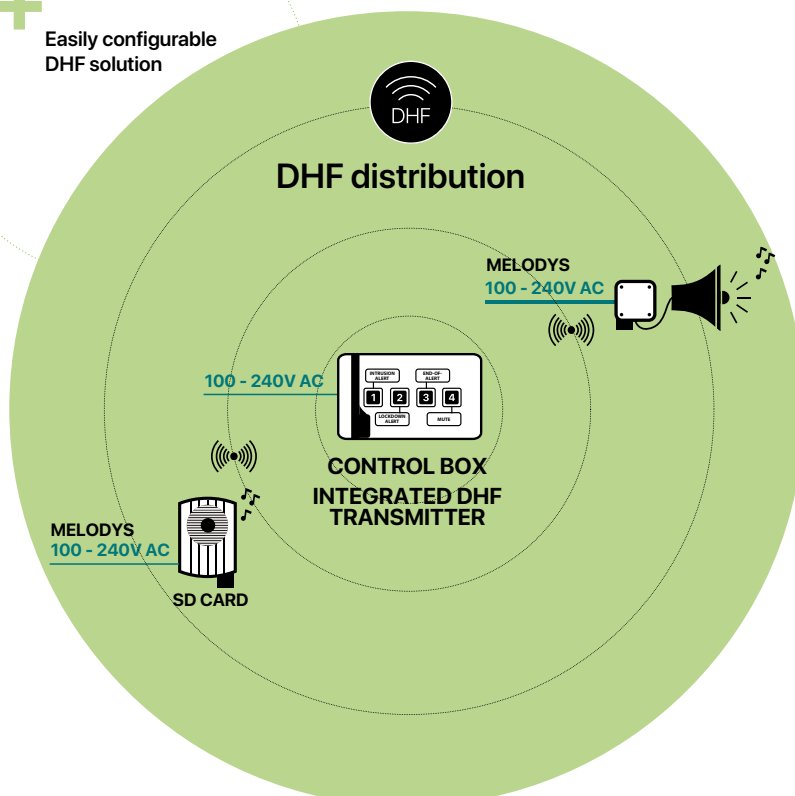 Easily configurable
DHF solution
DHF
DHF distribution
MELODYS
100 - 240V AC
100 - 240V AC
INTRUSION
ALERT
END-OF-
ALERT
1 2 3 4
LOCKDOWN
ALERT
MUTE
CONTROL BOX
INTEGRATED DHF
TRANSMITTER
MELODYS
100 - 240V AC
SD CARD